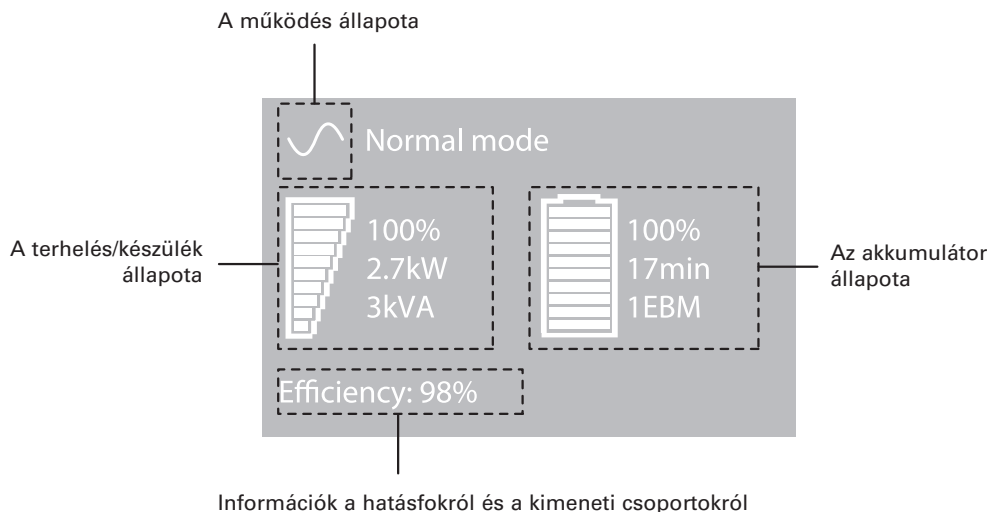 A működés állapota
Normal mode
A terhelés/készülék
állapota
100%
2.7kW
3kVA
100%
17min
1EBM
Az akkumulátor
állapota
Efficiency: 98%
Információk a hatásfokról és a kimeneti csoportokról